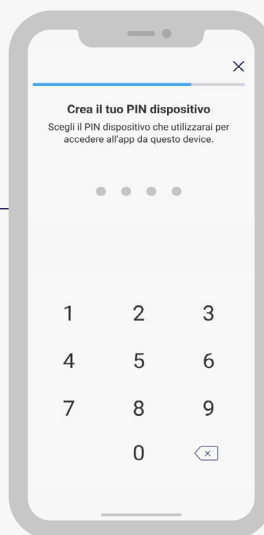 Crea il tuo PIN dispositivo
Scegli il PIN dispositivo che utilizzarai per
accedere all'app da questo device.
1 2 3
4 5 6
7 8 9
0